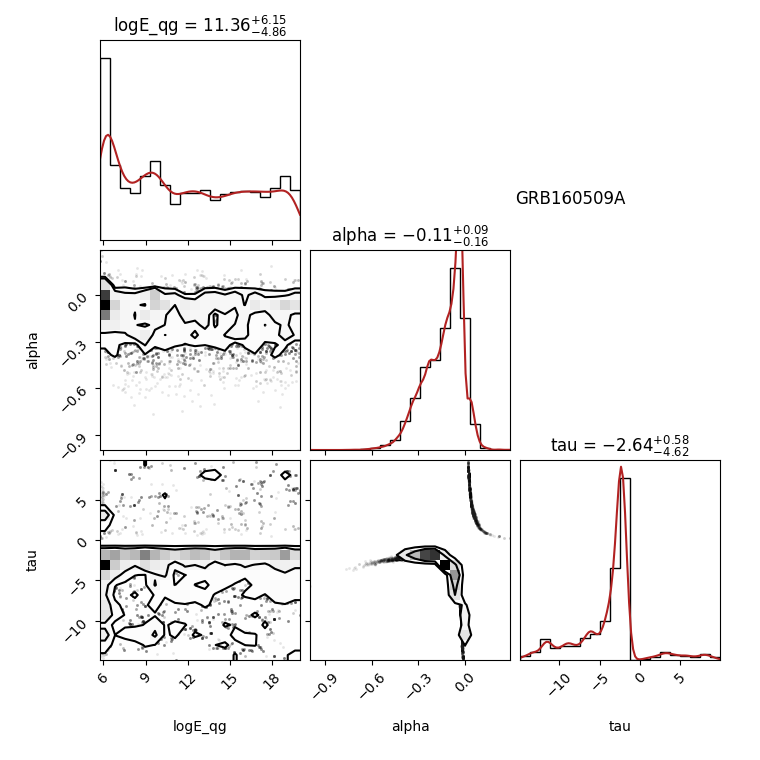 logE_qg = 11.36$^{+6.15}_{-4.86}$
GRB160509A
alpha = −0.11$^{+0.09}_{-0.16}$
0.0
−0.3
−0.6
−0.9
alpha
tau = −2.64$^{+0.58}_{-4.62}$
5
0
−5
−10
tau
6 9 12 15 18
−0.9 −0.6 −0.3 0.0
−10 −5 0 5
logE_qg alpha tau